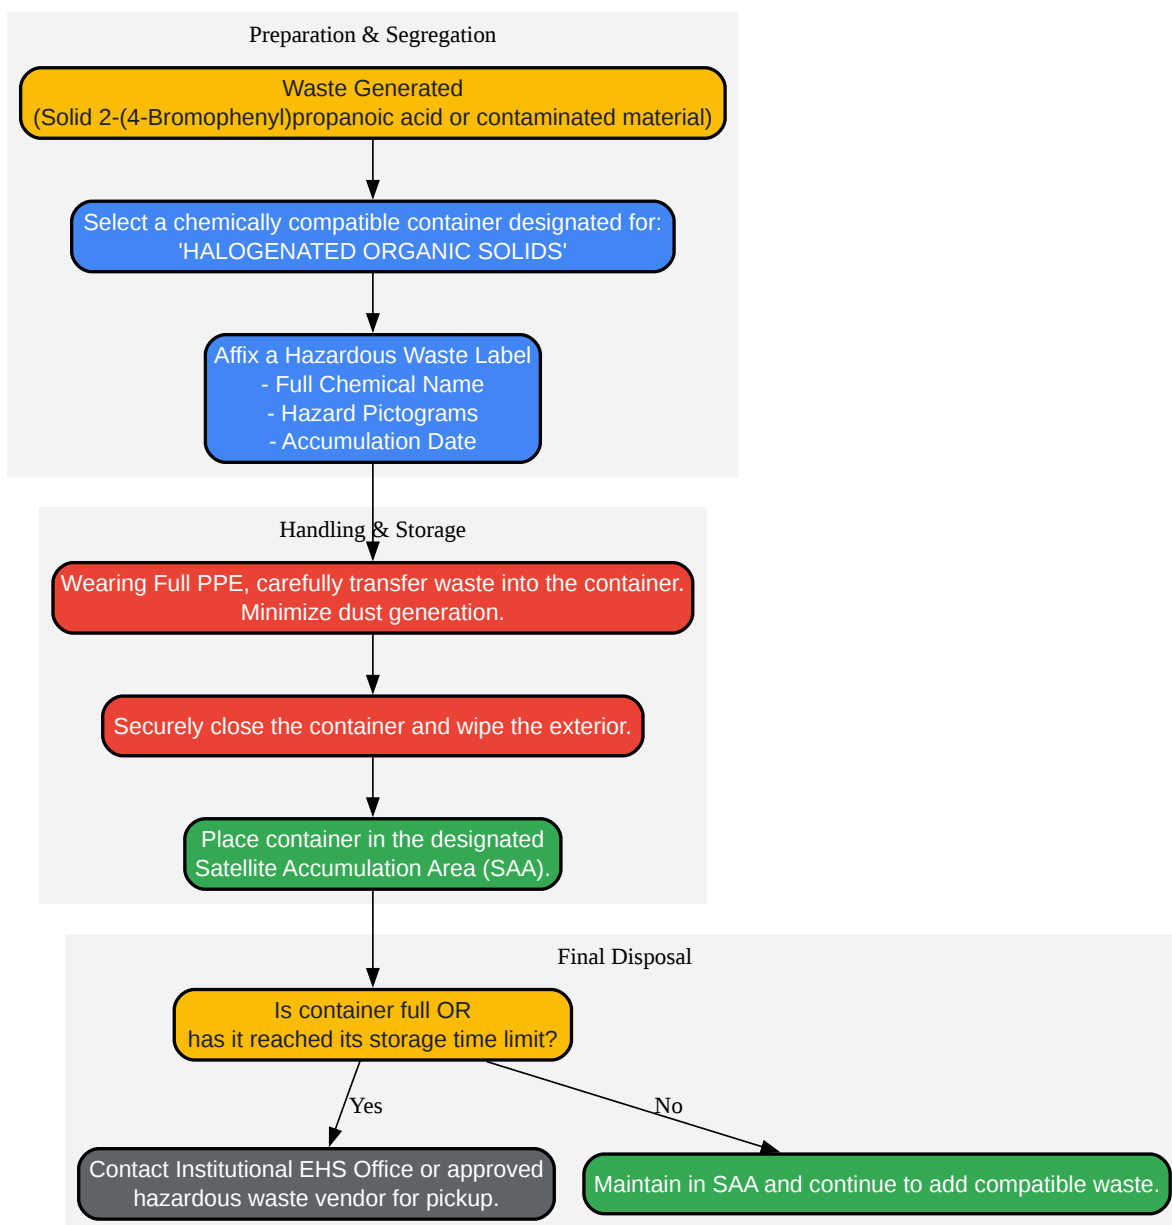 Preparation & Segregation
Waste Generated
(Solid 2-(4-Bromophenyl)propanoic acid or contaminated material)
Select a chemically compatible container designated for:
'HALOGENATED ORGANIC SOLIDS'
Affix a Hazardous Waste Label
- Full Chemical Name
- Hazard Pictograms
- Accumulation Date
Handling & Storage
Wearing Full PPE, carefully transfer waste into the container.
Minimize dust generation.
Securely close the container and wipe the exterior.
Place container in the designated
Satellite Accumulation Area (SAA).
Final Disposal
Is container full OR
has it reached its storage time limit?
Yes
No
Contact Institutional EHS Office or approved
hazardous waste vendor for pickup.
Maintain in SAA and continue to add compatible waste.